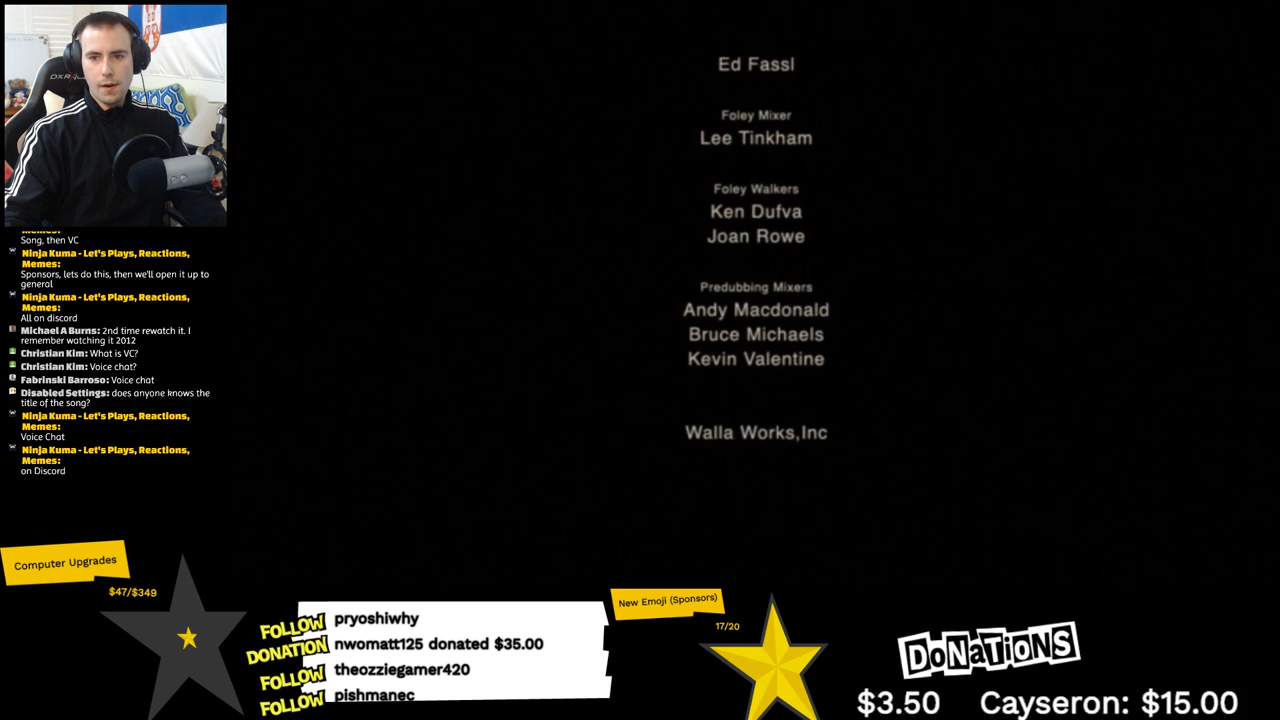 DXR
Ed Fassl
Foley Mixer
Lee Tinkham
Foley Walkers
Ken Dufva
Joan Rowe
Predubbing Mixers
Andy Macdonald
Bruce Michaels
Kevin Valentine
Walla Works,Inc
Memes:
Song, then VC
Ninja Kuma - Let's Plays, Reactions,
Memes:
Sponsors, lets do this, then we'll open it up to
general
Ninja Kuma - Let's Plays, Reactions,
Memes:
All on discord
Michael A Burns: 2nd time rewatch it. I
remember watching it 2012
Christian Kim: What is VC?
Christian Kim: Voice chat?
Fabrinski Barroso: Voice chat
Disabled Settings: does anyone knows the
title of the song?
Ninja Kuma - Let's Plays, Reactions,
Memes:
Voice Chat
Ninja Kuma - Let's Plays, Reactions,
Memes:
on Discord
Computer Upgrades
$47/$349
FOLLOW pryoshiwhy
DONATION nwomatt125 donated $35.00
FOLLOW theozziegamer420
FOLLOW pishmanec
New Emoji (Sponsors)
17/20
DoNaTiONS
$3.50 Cayseron: $15.00